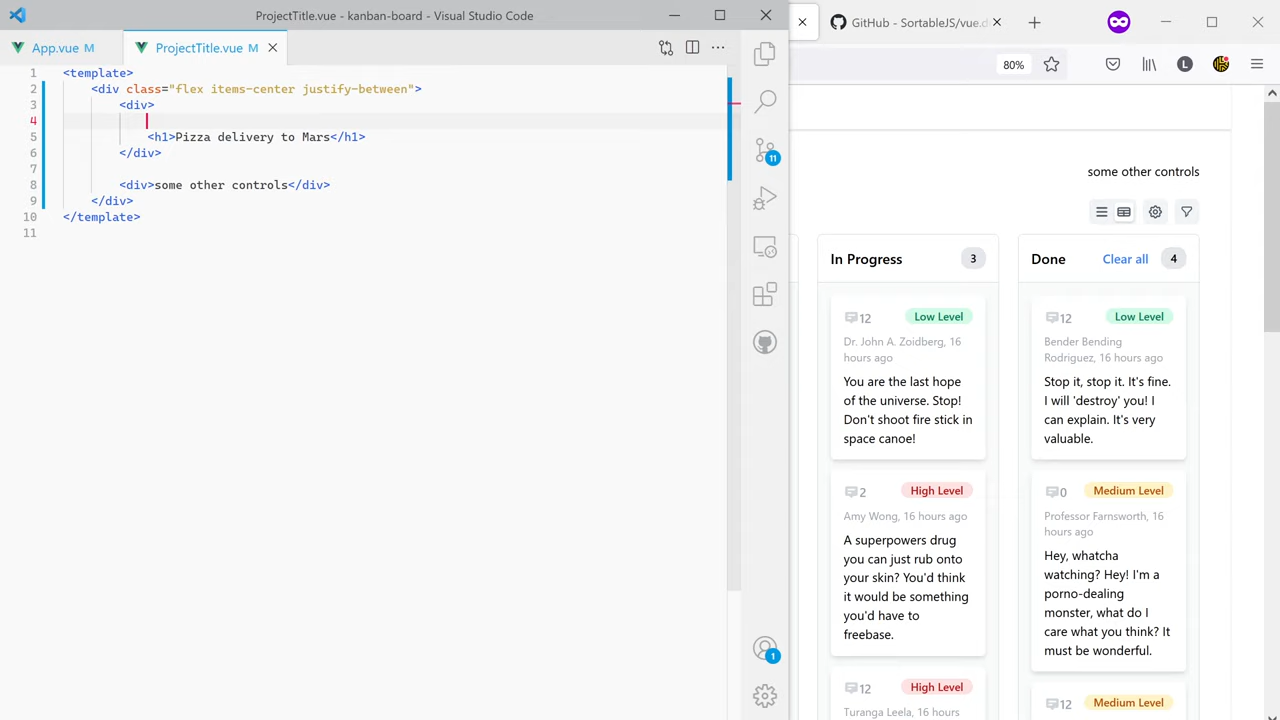 ProjectTitle.vue - kanban-board - Visual Studio Code
GitHub - SortableJS/vue.d
App.vue M
ProjectTitle.vue M
80%
L
1 <template>
2 <div class="flex items-center justify-between">
3 <div>
4
5 <h1>Pizza delivery to Mars</h1>
6 </div>
7
8 <div>some other controls</div>
9 </div>
10 </template>
11
11
1
some other controls
In Progress 3
12 Low Level
Dr. John A. Zoidberg, 16
hours ago
You are the last hope
of the universe. Stop!
Don't shoot fire stick in
space canoe!
2 High Level
Amy Wong, 16 hours ago
A superpowers drug
you can just rub onto
your skin? You'd think
it would be something
you'd have to
freebase.
12 High Level
Turanga Leela, 16 hours
Done Clear all 4
12 Low Level
Bender Bending
Rodriguez, 16 hours ago
Stop it, stop it. It's fine.
I will 'destroy' you! I
can explain. It's very
valuable.
0 Medium Level
Professor Farnsworth, 16
hours ago
Hey, whatcha
watching? Hey! I'm a
porno-dealing
monster, what do I
care what you think? It
must be wonderful.
12 Medium Level